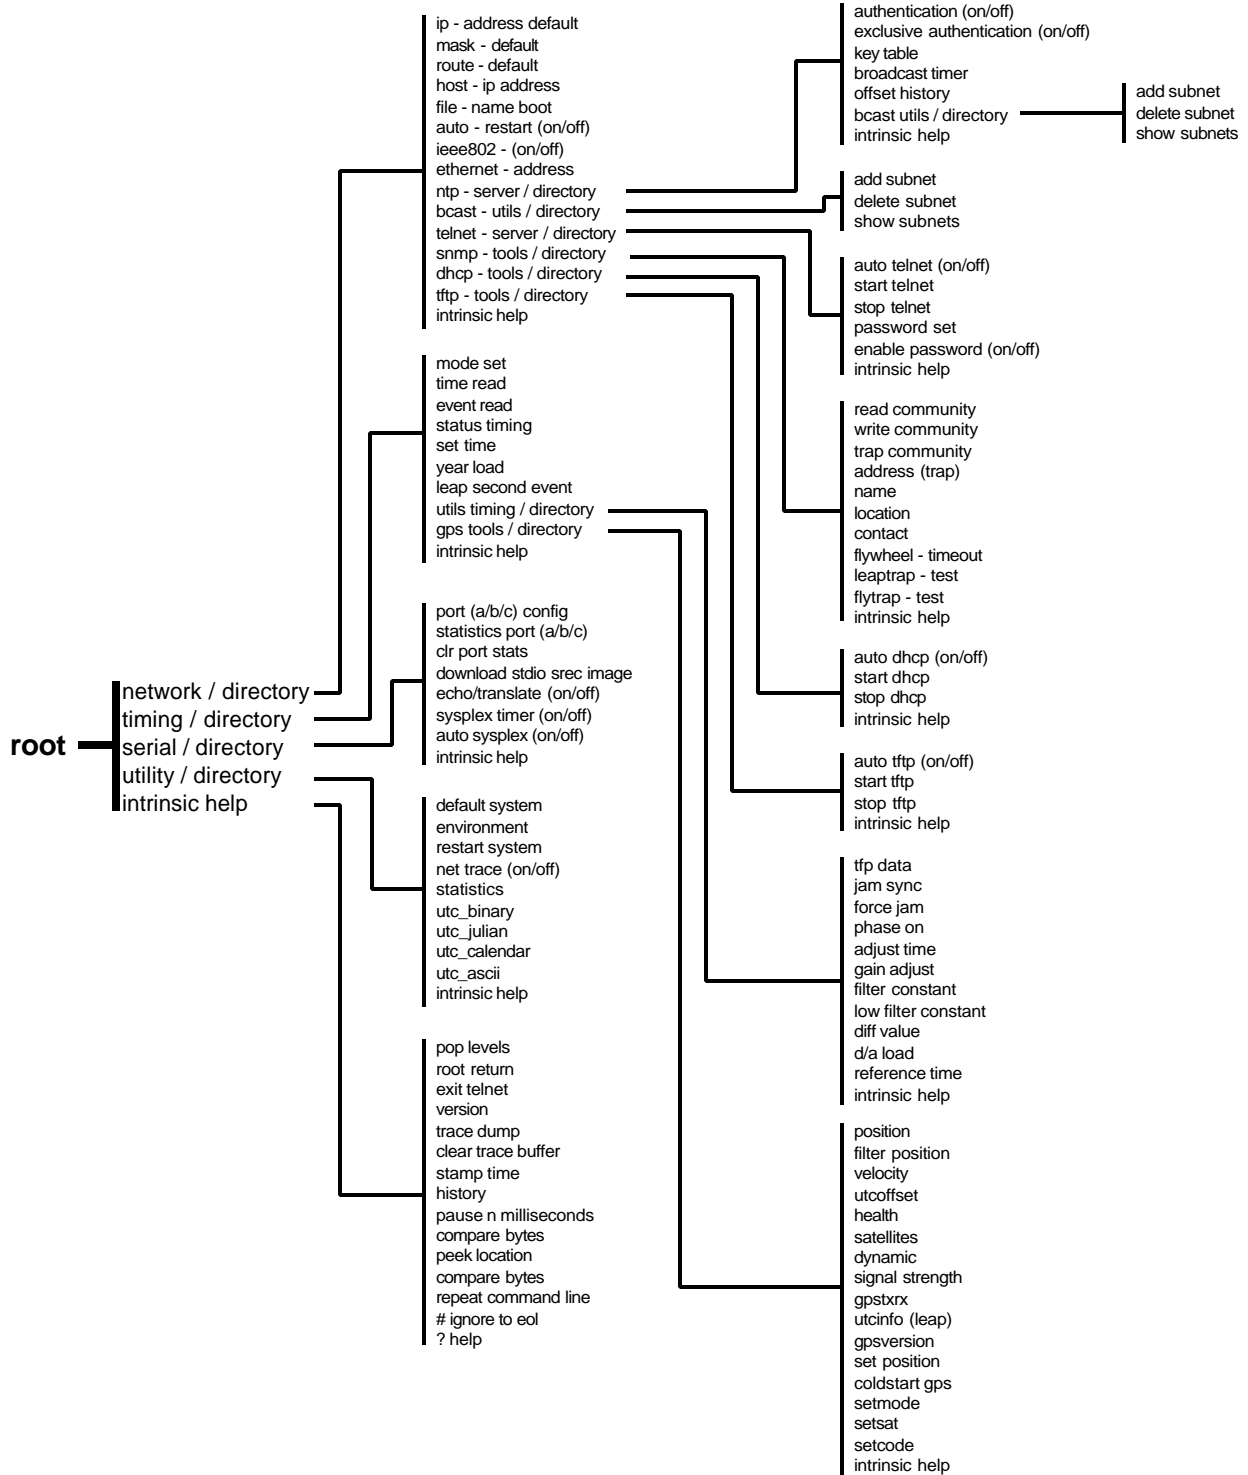 root
network / directory
timing / directory
serial / directory
utility / directory
intrinsic help
ip - address default
mask - default
route - default
host - ip address
file - name boot
auto - restart (on/off)
ieee802 - (on/off)
ethernet - address
ntp - server / directory
bcast - utils / directory
telnet - server / directory
snmp - tools / directory
dhcp - tools / directory
tftp - tools / directory
intrinsic help
mode set
time read
event read
status timing
set time
year load
leap second event
utils timing / directory
gps tools / directory
intrinsic help
port (a/b/c) config
statistics port (a/b/c)
clr port stats
download stdio srec image
echo/translate (on/off)
sysplex timer (on/off)
auto sysplex (on/off)
intrinsic help
default system
environment
restart system
net trace (on/off)
statistics
utc_binary
utc_julian
utc_calendar
utc_ascii
intrinsic help
pop levels
root return
exit telnet
version
trace dump
clear trace buffer
stamp time
history
pause n milliseconds
compare bytes
peek location
compare bytes
repeat command line
# ignore to eol
? help
authentication (on/off)
exclusive authentication (on/off)
key table
broadcast timer
offset history
bcast utils / directory
intrinsic help
add subnet
delete subnet
show subnets
add subnet
delete subnet
show subnets
auto telnet (on/off)
start telnet
stop telnet
password set
enable password (on/off)
intrinsic help
read community
write community
trap community
address (trap)
name
location
contact
flywheel - timeout
leaptrap - test
flytrap - test
intrinsic help
auto dhcp (on/off)
start dhcp
stop dhcp
intrinsic help
auto tftp (on/off)
start tftp
stop tftp
intrinsic help
tfp data
jam sync
force jam
phase on
adjust time
gain adjust
filter constant
low filter constant
diff value
d/a load
reference time
intrinsic help
position
filter position
velocity
utcoffset
health
satellites
dynamic
signal strength
gpstxrx
utcinfo (leap)
gpsversion
set position
coldstart gps
setmode
setsat
setcode
intrinsic help